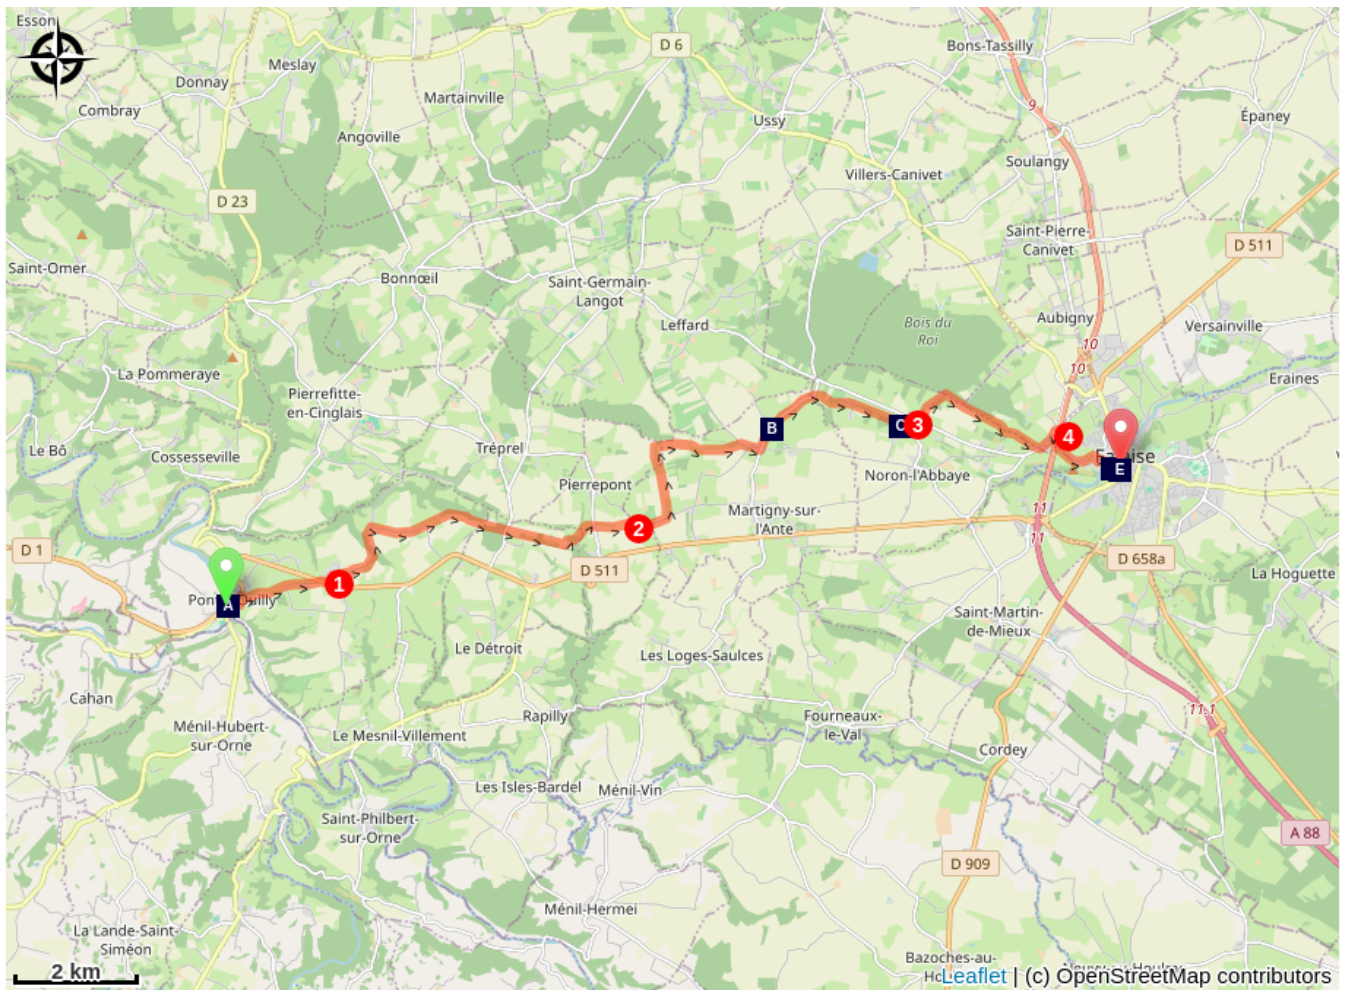 Esson
D 6
Bons-Tassilly
Meslay
Donnay
Martainville
9
Combray
Ussy
Épaney
Angoville
Soulangy
Villers-Canivet
D 23
Saint-Pierre-
Canivet
D 511
Saint-Omer
Bonnœil
Saint-Germain-
Langot
Leffard
Bois du
Roi
Aubigny
Versainville
10
10
La Pommeraye
Eraines
Pierrefitte-
en-Cinglais
Le Bô
Cossesseville
Tréprel
B
C
3
4
E
Noron-l'Abbaye
Pierrepont
Martigny-sur-
l'Ante
2
11
11
D 1
D 511
D 658a
La Hoguette
1
A
Saint-Martin-
de-Mieux
Le Détroit
Les Loges-Saulces
Cahan
Ménil-Hubert-
sur-Orne
Rapilly
Fourneaux-
le-Val
11.1
Le Mesnil-Villement
Cordey
Les Isles-Bardel
Ménil-Vin
Saint-Philbert-
sur-Orne
A 88
D 909
Ménil-Hermei
La Lande-Saint-
Siméon
Bazoches-au-
2 km
Leaflet | (c) OpenStreetMap contributors